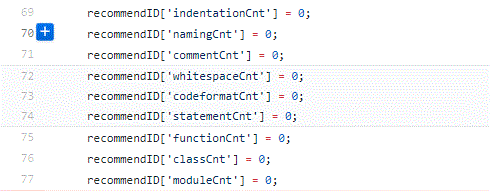 69 recommendID['indentationCnt'] = 0;
70 recommendID['namingCnt'] = 0;
71 recommendID['commentCnt'] = 0;
72 recommendID['whitespaceCnt'] = 0;
73 recommendID['codeformatCnt'] = 0;
74 recommendID['statementCnt'] = 0;
75 recommendID['functionCnt'] = 0;
76 recommendID['classCnt'] = 0;
77 recommendID['moduleCnt'] = 0;